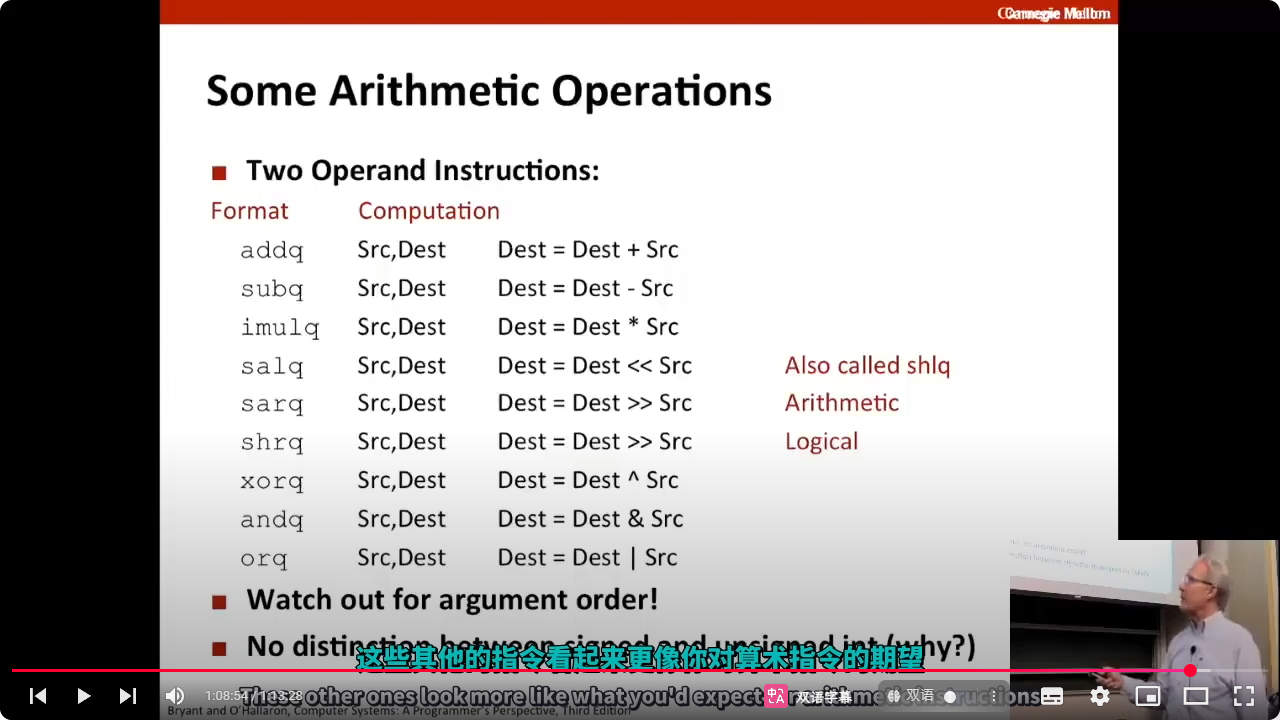 Carnegie Mellon
Some Arithmetic Operations
Two Operand Instructions:
Format Computation
addq Src,Dest Dest = Dest + Src
subq Src,Dest Dest = Dest - Src
imulq Src,Dest Dest = Dest * Src
salq Src,Dest Dest = Dest << Src Also called shlq
sarq Src,Dest Dest = Dest >> Src Arithmetic
shrq Src,Dest Dest = Dest >> Src Logical
xorq Src,Dest Dest = Dest ^ Src
andq Src,Dest Dest = Dest & Src
orq Src,Dest Dest = Dest | Src
Watch out for argument order!
No distinction between signed and unsigned int (why?)
这些其他的指令看起来更像你对算术指令的期望
These other ones look more like what you'd expect instructions
1:08:54 / 1:13:28
双语字幕
双语
Bryant and O'Hallaron, Computer Systems: A Programmer's Perspective, Third Edition